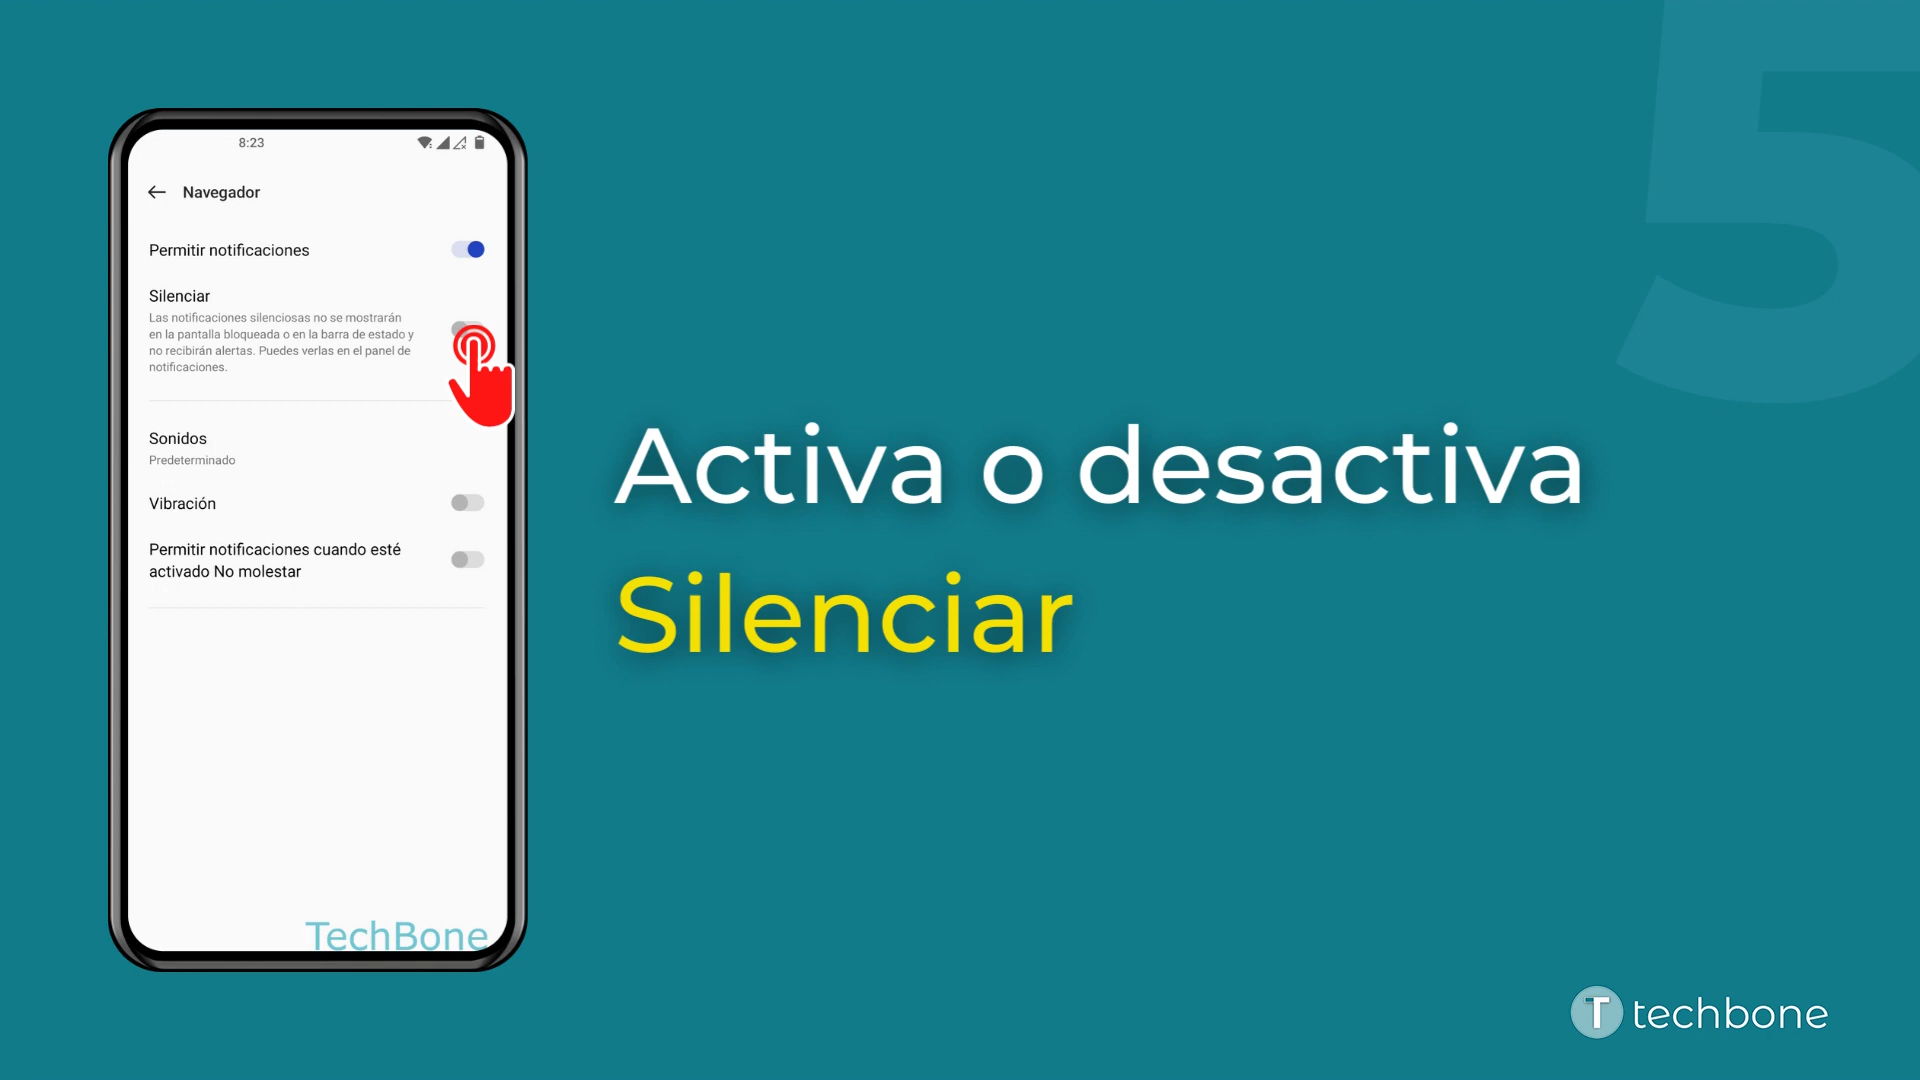 5
8:23
Navegador
Permitir notificaciones
Silenciar
Las notificaciones silenciosas no se mostrarán
en la pantalla bloqueada o en la barra de estado y
no recibirán alertas. Puedes verlas en el panel de
notificaciones.
Sonidos
Predeterminado
Vibración
Permitir notificaciones cuando esté
activado No molestar
TechBone
Activa o desactiva
Silenciar
T techbone